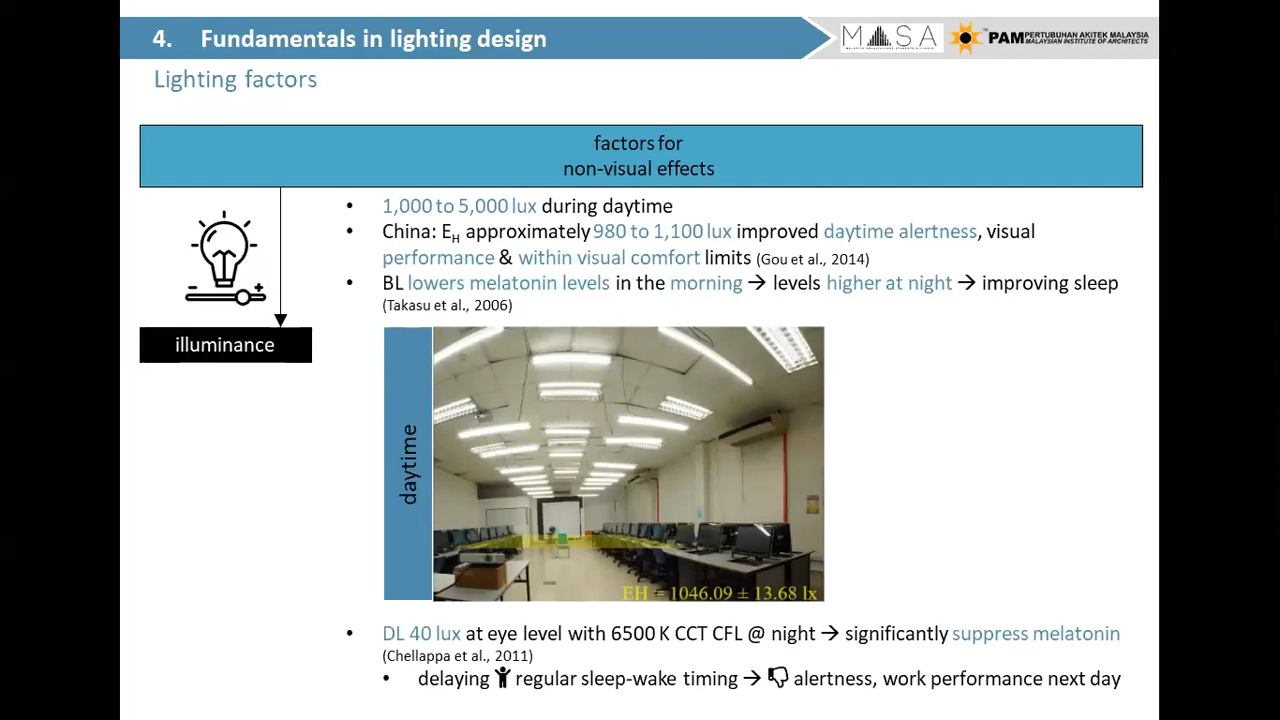 4. Fundamentals in lighting design
MASA
PAM PERTUBUHAN AKITEK MALAYSIA
MALAYSIAN INSTITUTE OF ARCHITECTS
Lighting factors
factors for
non-visual effects
illuminance
• 1,000 to 5,000 lux during daytime
• China: EH approximately 980 to 1,100 lux improved daytime alertness, visual
performance & within visual comfort limits (Gou et al., 2014)
• BL lowers melatonin levels in the morning → levels higher at night → improving sleep
(Takasu et al., 2006)
daytime
EH = 1046.09 ± 13.68 lx
• DL 40 lux at eye level with 6500 K CCT CFL @ night → significantly suppress melatonin
(Chellappa et al., 2011)
• delaying regular sleep-wake timing → alertness, work performance next day